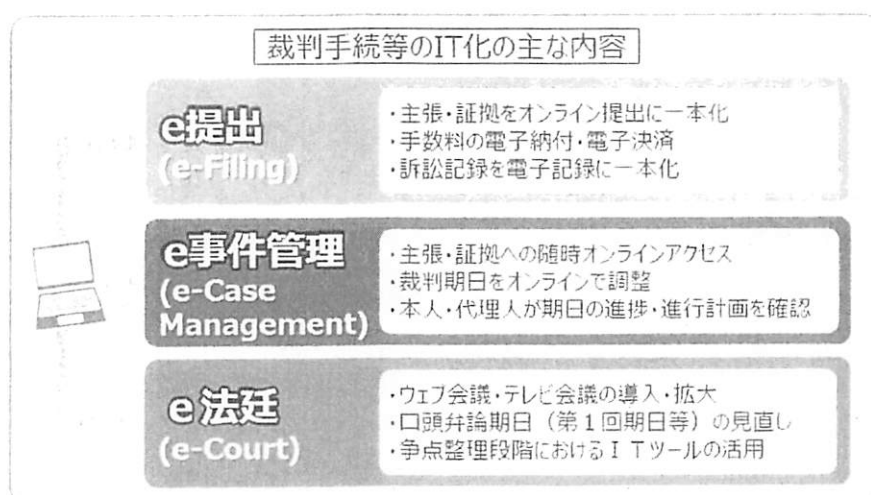 裁判手続等のIT化の主な内容
e提出
(e-Filing)
・主張・証拠をオンライン提出に一本化
・手数料の電子納付・電子決済
・訴訟記録を電子記録に一本化
e事件管理
(e-Case
Management)
・主張・証拠への随時オンラインアクセス
・裁判期日をオンラインで調整
・本人・代理人が期日の進捗・進行計画を確認
e法廷
(e-Court)
・ウェブ会議・テレビ会議の導入・拡大
・口頭弁論期日（第１回期日等）の見直し
・争点整理段階におけるＩＴツールの活用